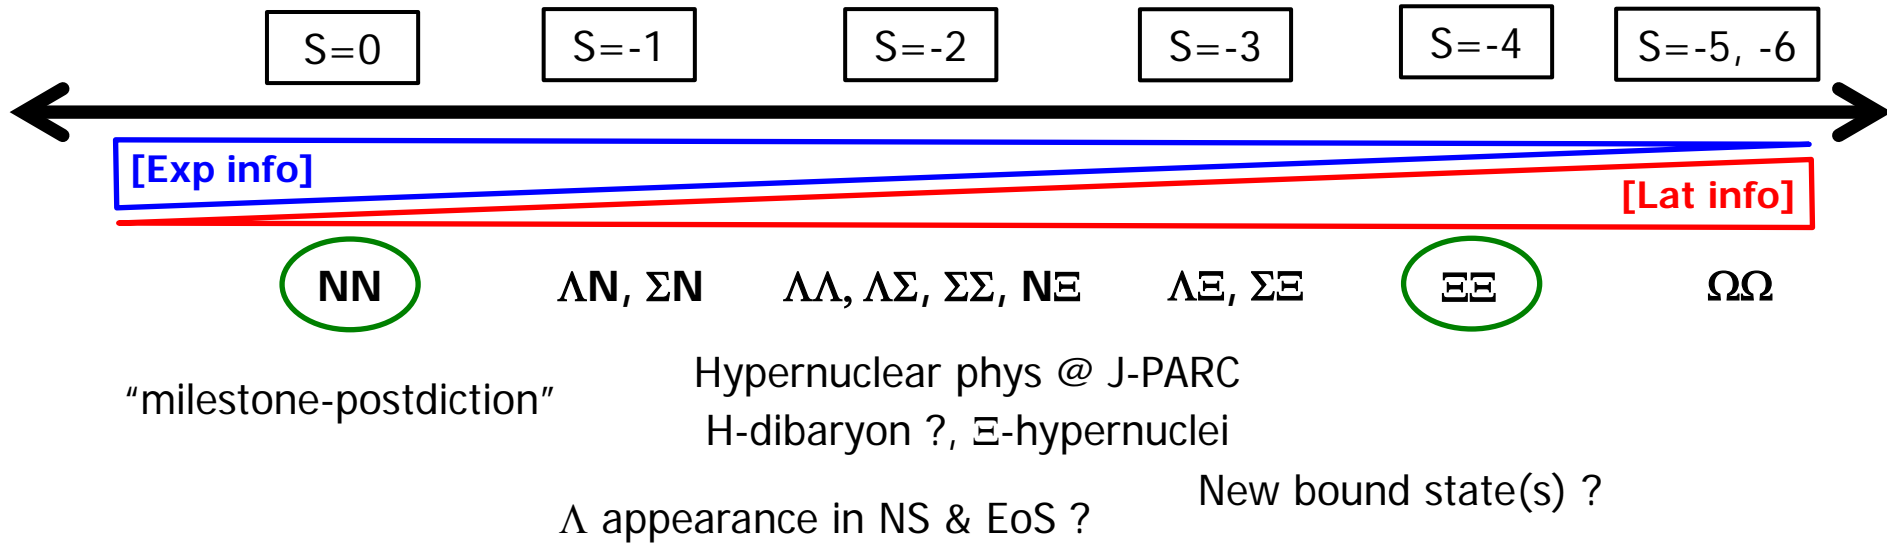 S=0 S=-1 S=-2 S=-3 S=-4 S=-5, -6
[Exp info]
[Lat info]
NN ΛN, ΣN ΛΛ, ΛΣ, ΣΣ, NΞ ΛΞ, ΣΞ ΞΞ ΩΩ
“milestone-postdiction”
Hypernuclear phys @ J-PARC
H-dibaryon ?, Ξ-hypernuclei
New bound state(s) ?
Λ appearance in NS & EoS ?